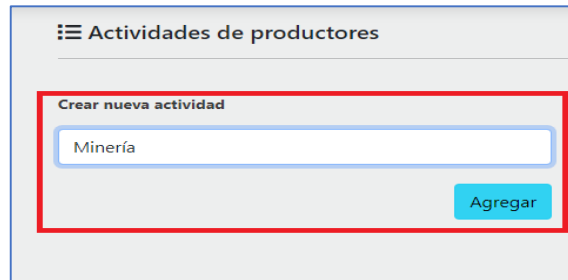 Actividades de productores
Crear nueva actividad
Minería
Agregar